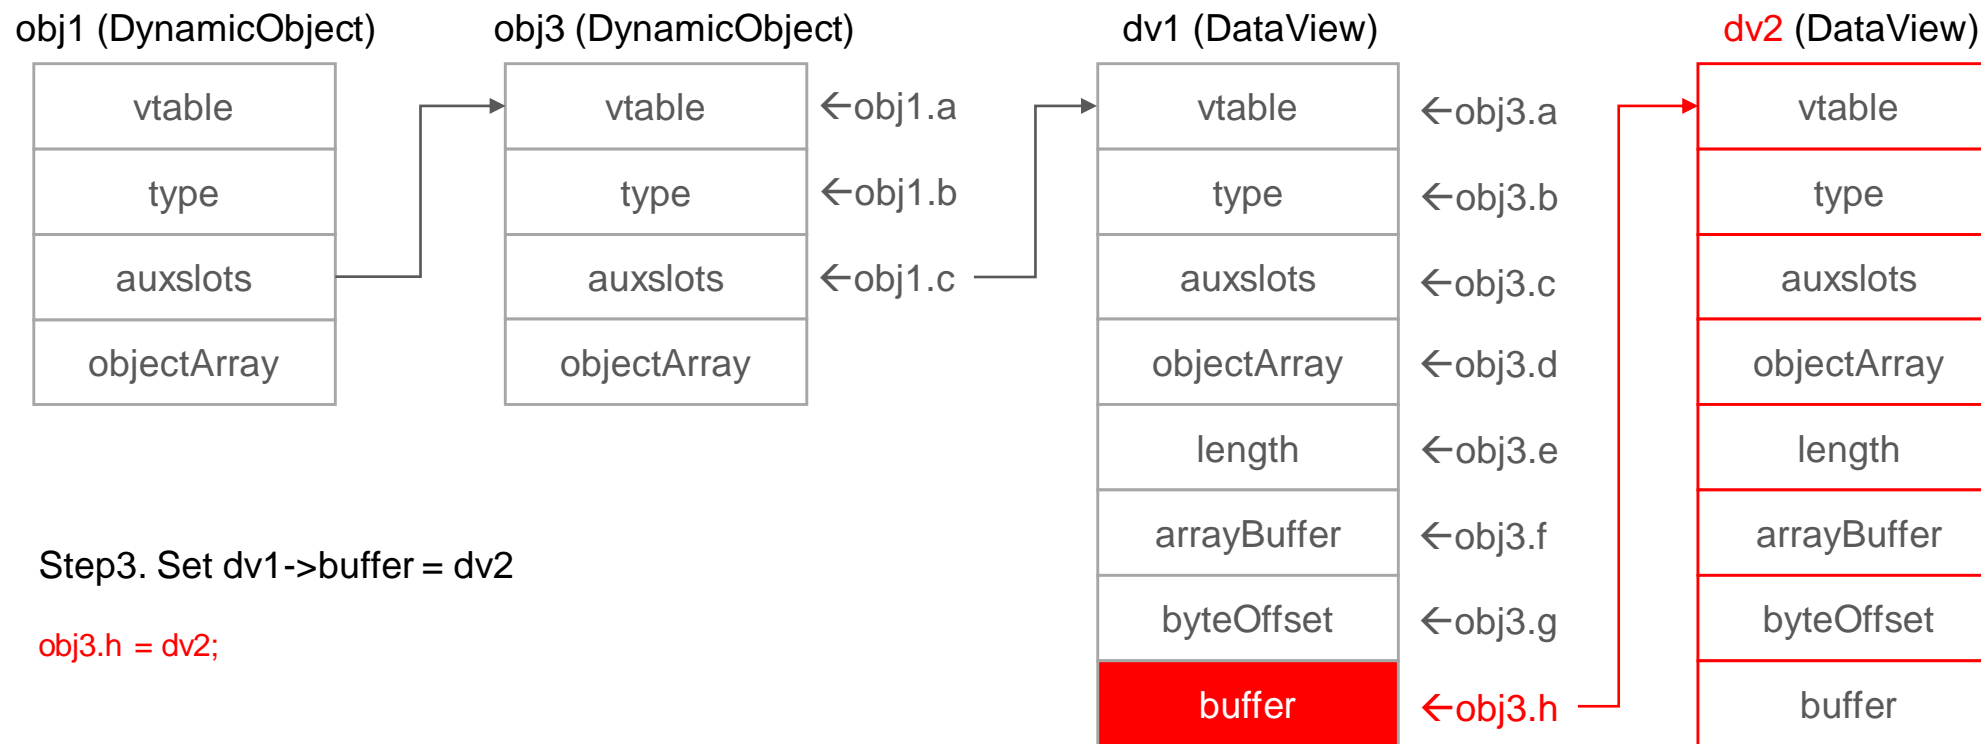 obj1 (DynamicObject) obj3 (DynamicObject) dv1 (DataView) dv2 (DataView)
vtable vtable ←obj1.a vtable ←obj3.a vtable
type type ←obj1.b type ←obj3.b type
auxslots auxslots ←obj1.c auxslots ←obj3.c auxslots
objectArray objectArray objectArray ←obj3.d objectArray
length ←obj3.e length
arrayBuffer ←obj3.f arrayBuffer
Step3. Set dv1->buffer = dv2
byteOffset ←obj3.g byteOffset
obj3.h = dv2;
buffer ←obj3.h buffer